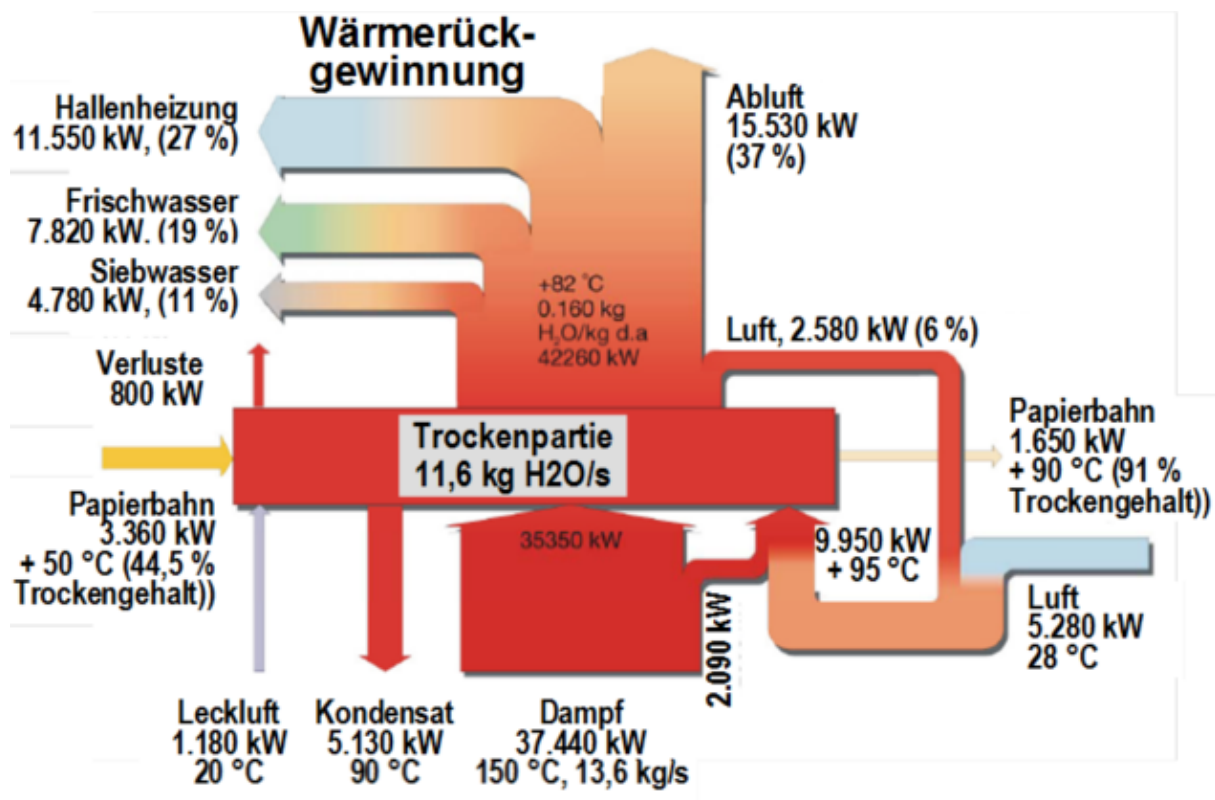 Wärmerück-
gewinnung
Hallenheizung
11.550 kW, (27 %)
Frischwasser
7.820 kW. (19 %)
Siebwasser
4.780 kW, (11 %)
Abluft
15.530 kW
(37 %)
+82 °C
0.160 kg
H₂O/kg d.a
42260 kW
Luft, 2.580 kW (6 %)
Verluste
800 kW
Trockenpartie
11,6 kg H2O/s
Papierbahn
1.650 kW
+ 90 °C (91 %
Trockengehalt))
Papierbahn
3.360 kW
+ 50 °C (44,5 %
Trockengehalt))
35350 kW
9.950 kW
+ 95 °C
2.090 kW
Luft
5.280 kW
28 °C
Leckluft
1.180 kW
20 °C
Kondensat
5.130 kW
90 °C
Dampf
37.440 kW
150 °C, 13,6 kg/s